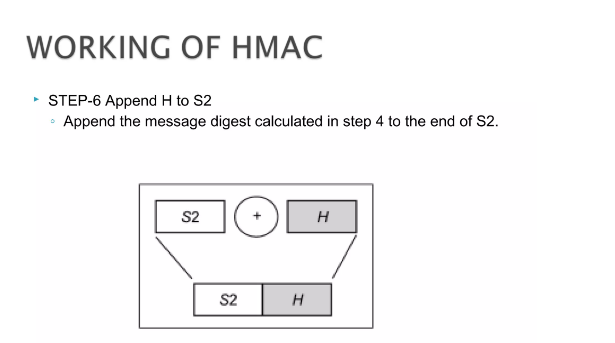 WORKING OF HMAC
STEP-6 Append H to S2
Append the message digest calculated in step 4 to the end of S2.
S2 + H
S2 H